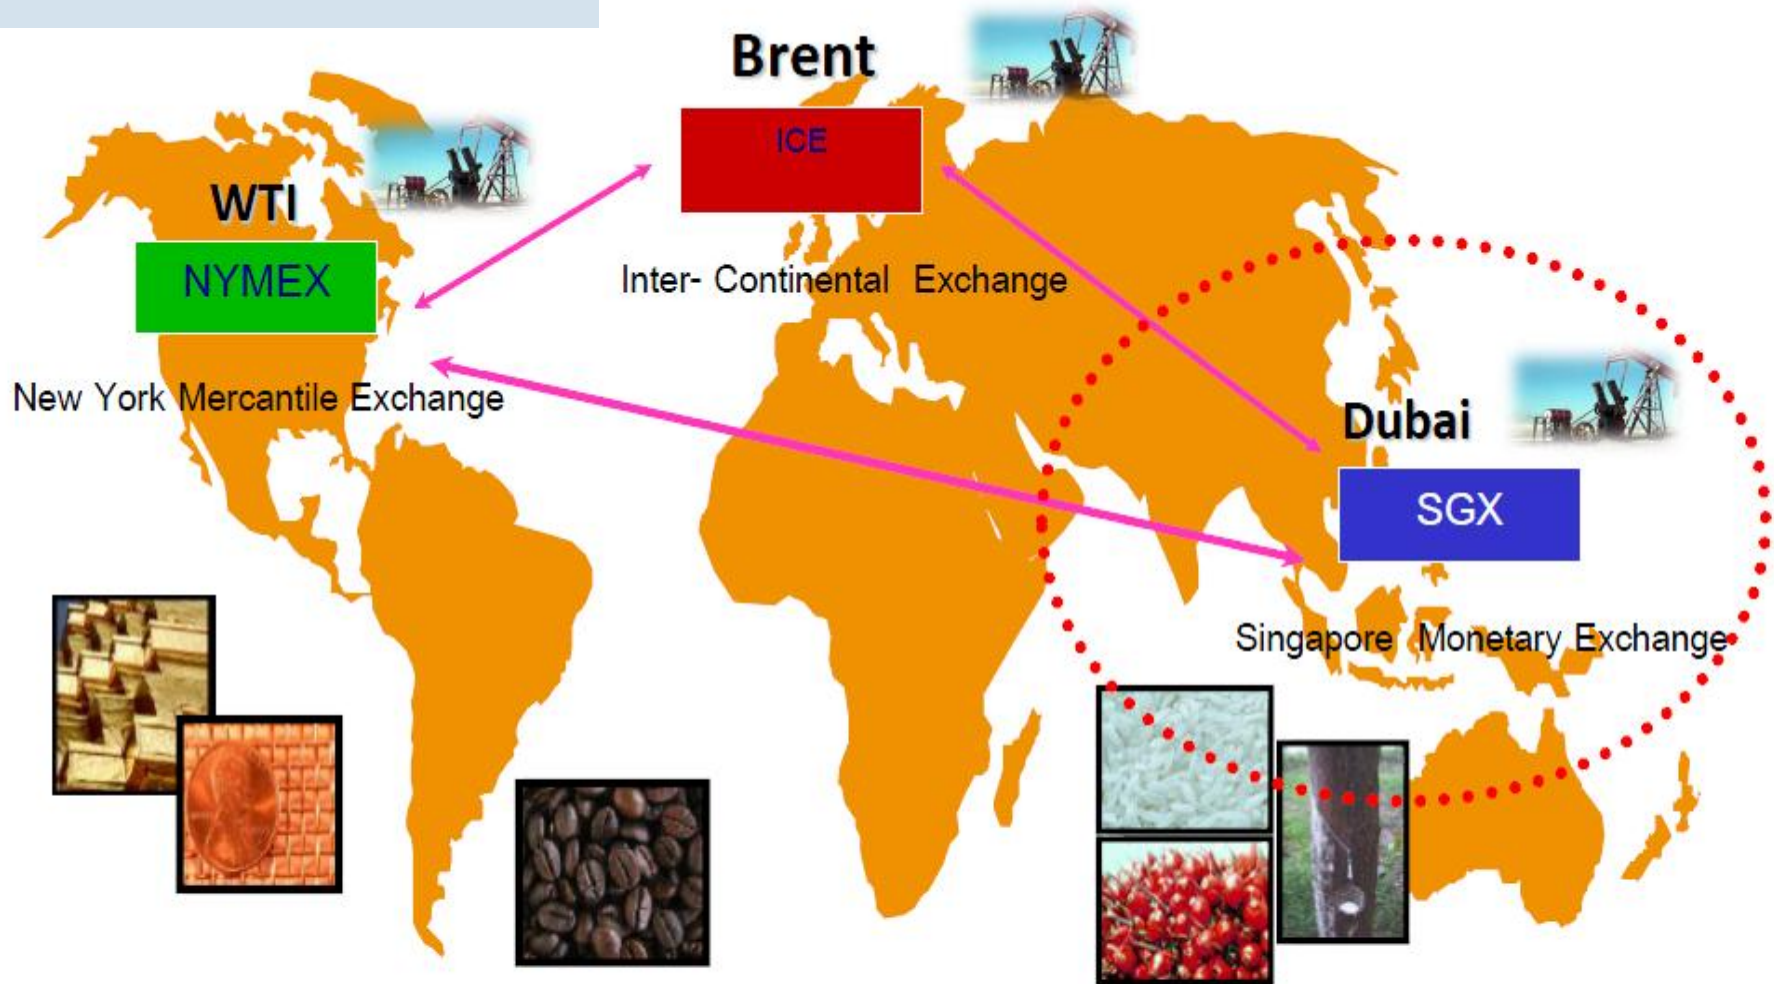 Brent
ICE
WTI
NYMEX
Inter- Continental Exchange
New York Mercantile Exchange
Dubai
SGX
Singapore Monetary Exchange